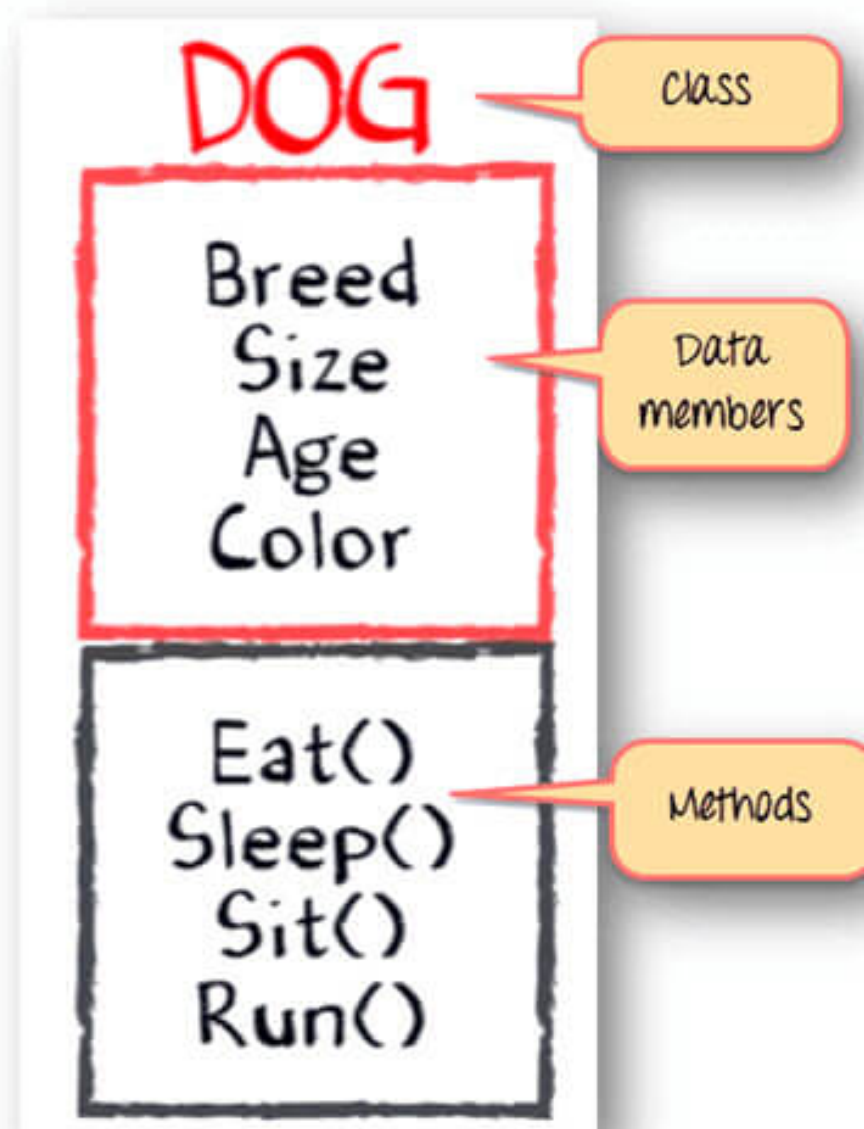 DOG
Class
Breed
Size
Age
Color
Data
members
Eat()
Sleep()
Sit()
Run()
Methods